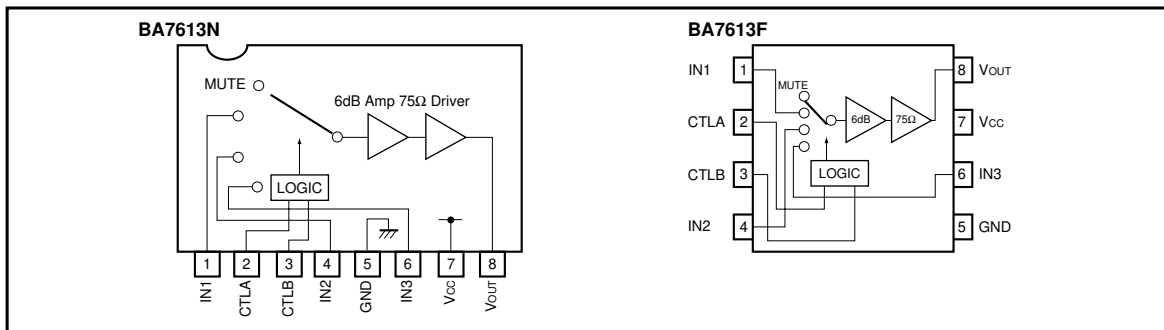 BA7613N
MUTE
6dB Amp 75Ω Driver
LOGIC
1 2 3 4 5 6 7 8
IN1 CTLA CTLB IN2 GND IN3 VCC VOUT
BA7613F
IN1 1
CTLA 2
CTLB 3
IN2 4
MUTE
6dB 75Ω
LOGIC
8 VOUT
7 VCC
6 IN3
5 GND